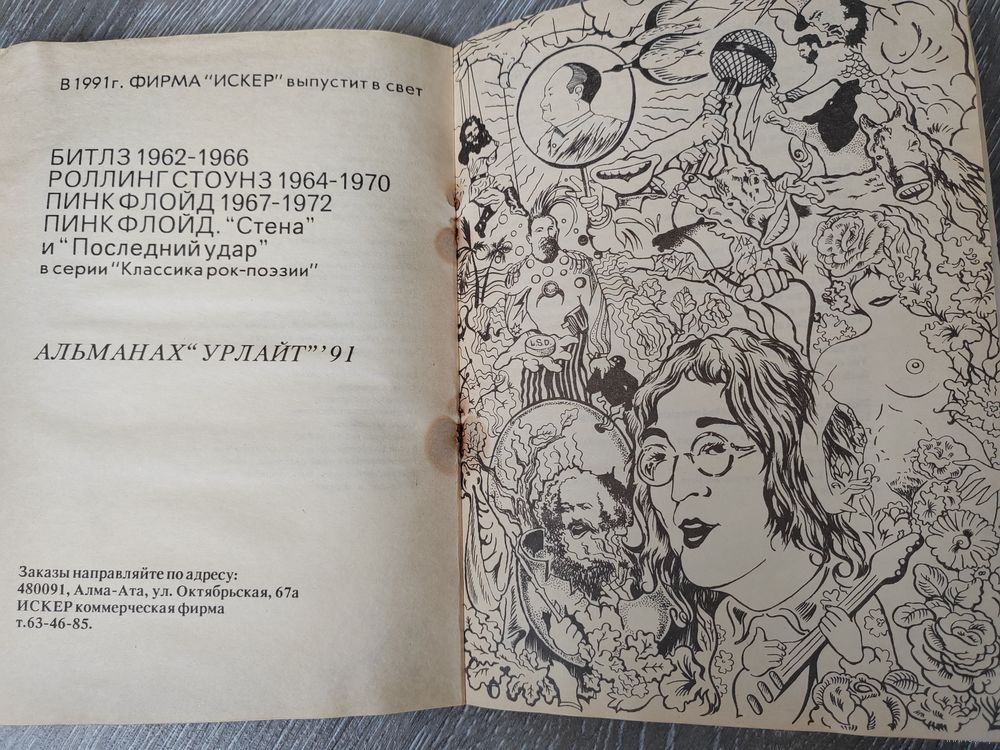 В 1991г. ФИРМА "ИСКЕР" выпустит в свет
БИТЛЗ 1962-1966
РОЛЛИНГ СТОУНЗ 1964-1970
ПИНК ФЛОЙД 1967-1972
ПИНК ФЛОЙД. "Стена"
и "Последний удар"
в серии "Классика рок-поэзии"
АЛЬМАНАХ "УРЛАЙТ"'91
Заказы направляйте по адресу:
480091, Алма-Ата, ул. Октябрьская, 67а
ИСКЕР коммерческая фирма
т.63-46-85.
L.S.D.